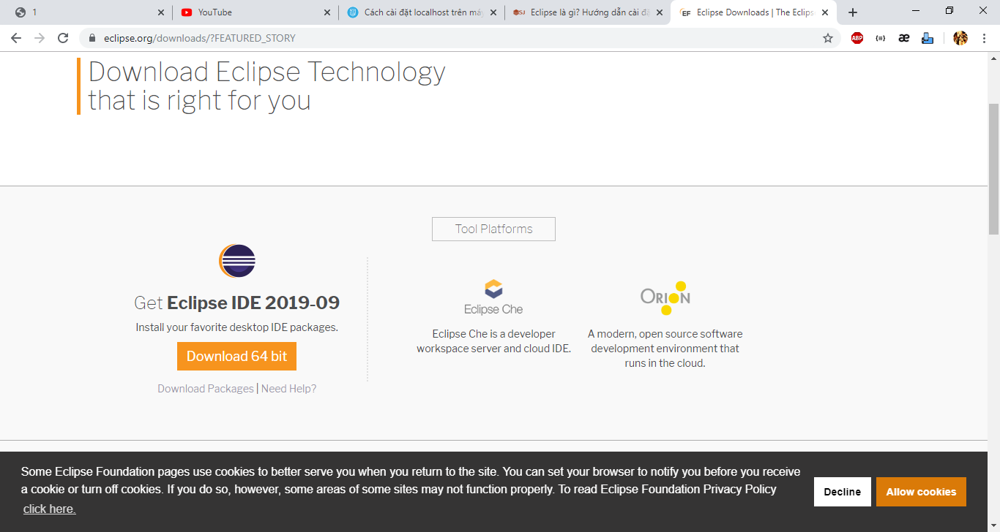 1
YouTube
Cách cài đặt localhost trên má
Eclipse là gì? Hướng dẫn cài đặ
EF
Eclipse Downloads | The Eclips
eclipse.org/downloads/?FEATURED_STORY
ABP
æ
Download Eclipse Technology
that is right for you
Tool Platforms
Get Eclipse IDE 2019-09
Install your favorite desktop IDE packages.
Download 64 bit
Download Packages | Need Help?
Eclipse Che
Eclipse Che is a developer
workspace server and cloud IDE.
ORION
A modern, open source software
development environment that
runs in the cloud.
Some Eclipse Foundation pages use cookies to better serve you when you return to the site. You can set your browser to notify you before you receive
a cookie or turn off cookies. If you do so, however, some areas of some sites may not function properly. To read Eclipse Foundation Privacy Policy
click here.
Decline
Allow cookies